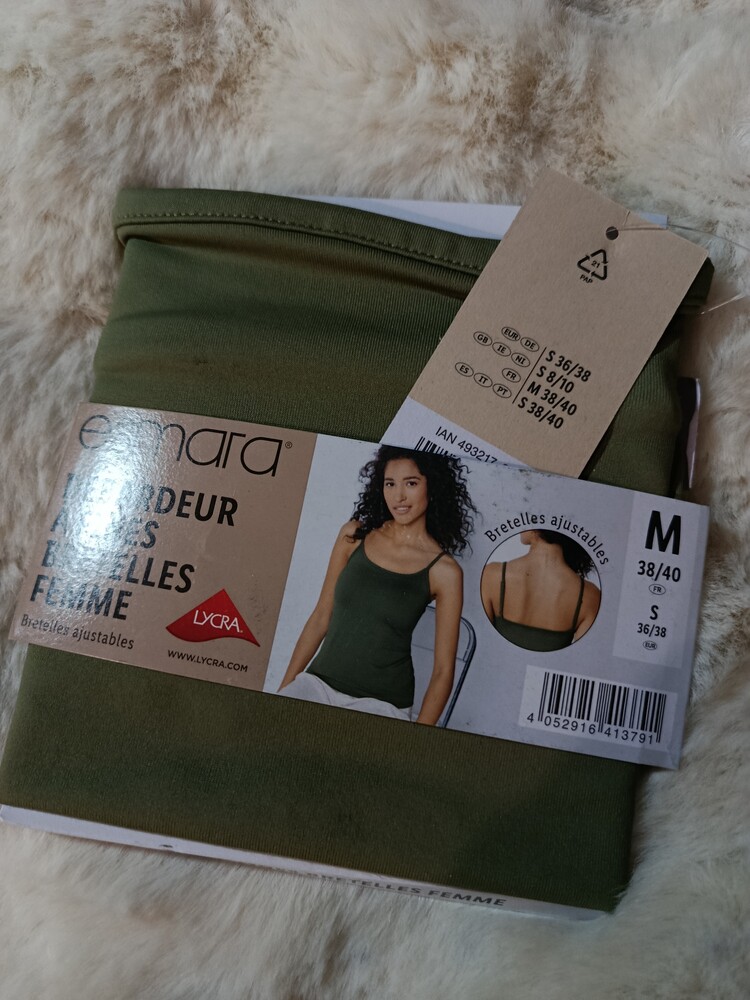 21
PAP
EUR DE
S 36/38
GB IE NI
S 8/10
FR
M 38/40
ES IT PT
S 38/40
IAN 493217
esmara®
FEMME
Bretelles ajustables
LYCRA
WWW.LYCRA.COM
Bretelles ajustables
M
38/40
FR
S
36/38
EUR
4 052916 413791
BRETELLES FEMME